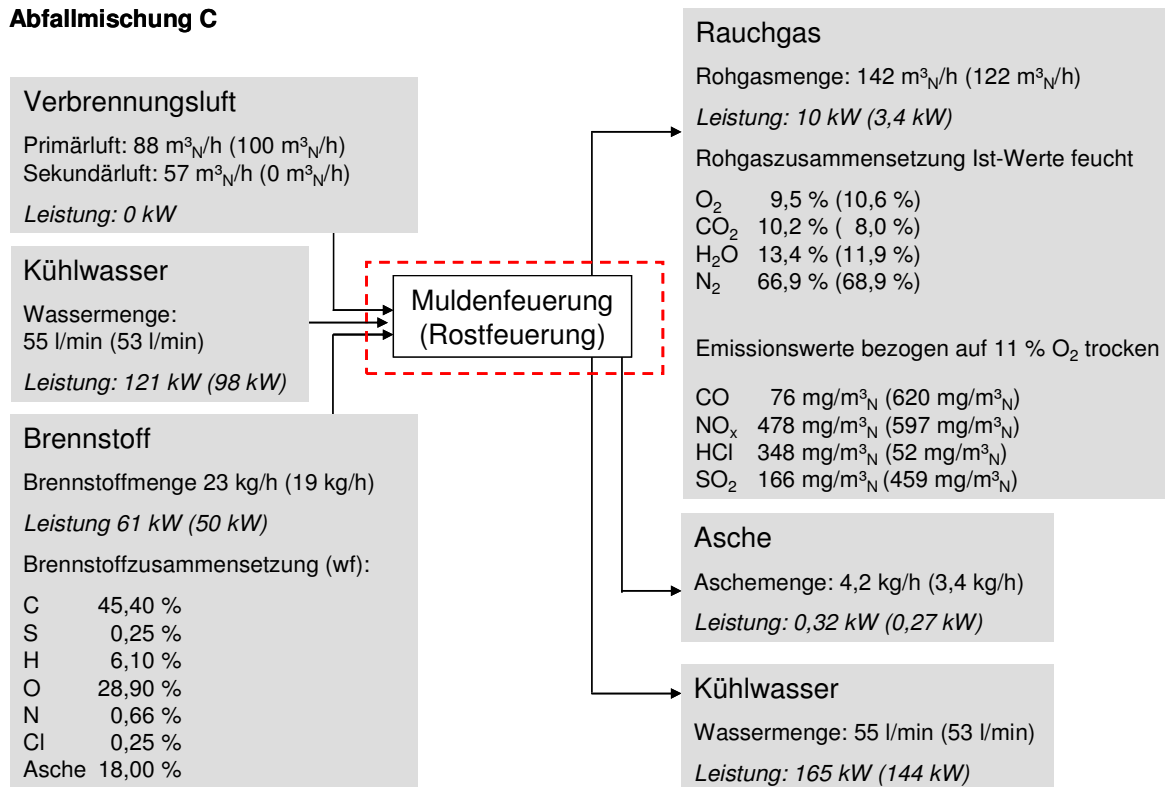 Abfallmischung C
Verbrennungsluft
Primärluft: 88 m³N/h (100 m³N/h)
Sekundärluft: 57 m³N/h (0 m³N/h)
Leistung: 0 kW
Kühlwasser
Wassermenge:
55 l/min (53 l/min)
Leistung: 121 kW (98 kW)
Brennstoff
Brennstoffmenge 23 kg/h (19 kg/h)
Leistung 61 kW (50 kW)
Brennstoffzusammensetzung (wf):
C 45,40 %
S 0,25 %
H 6,10 %
O 28,90 %
N 0,66 %
Cl 0,25 %
Asche 18,00 %
Muldenfeuerung
(Rostfeuerung)
Rauchgas
Rohgasmenge: 142 m³N/h (122 m³N/h)
Leistung: 10 kW (3,4 kW)
Rohgaszusammensetzung Ist-Werte feucht
O2 9,5 % (10,6 %)
CO2 10,2 % ( 8,0 %)
H2O 13,4 % (11,9 %)
N2 66,9 % (68,9 %)
Emissionswerte bezogen auf 11 % O2 trocken
CO 76 mg/m³N (620 mg/m³N)
NOx 478 mg/m³N (597 mg/m³N)
HCl 348 mg/m³N (52 mg/m³N)
SO2 166 mg/m³N (459 mg/m³N)
Asche
Aschemenge: 4,2 kg/h (3,4 kg/h)
Leistung: 0,32 kW (0,27 kW)
Kühlwasser
Wassermenge: 55 l/min (53 l/min)
Leistung: 165 kW (144 kW)